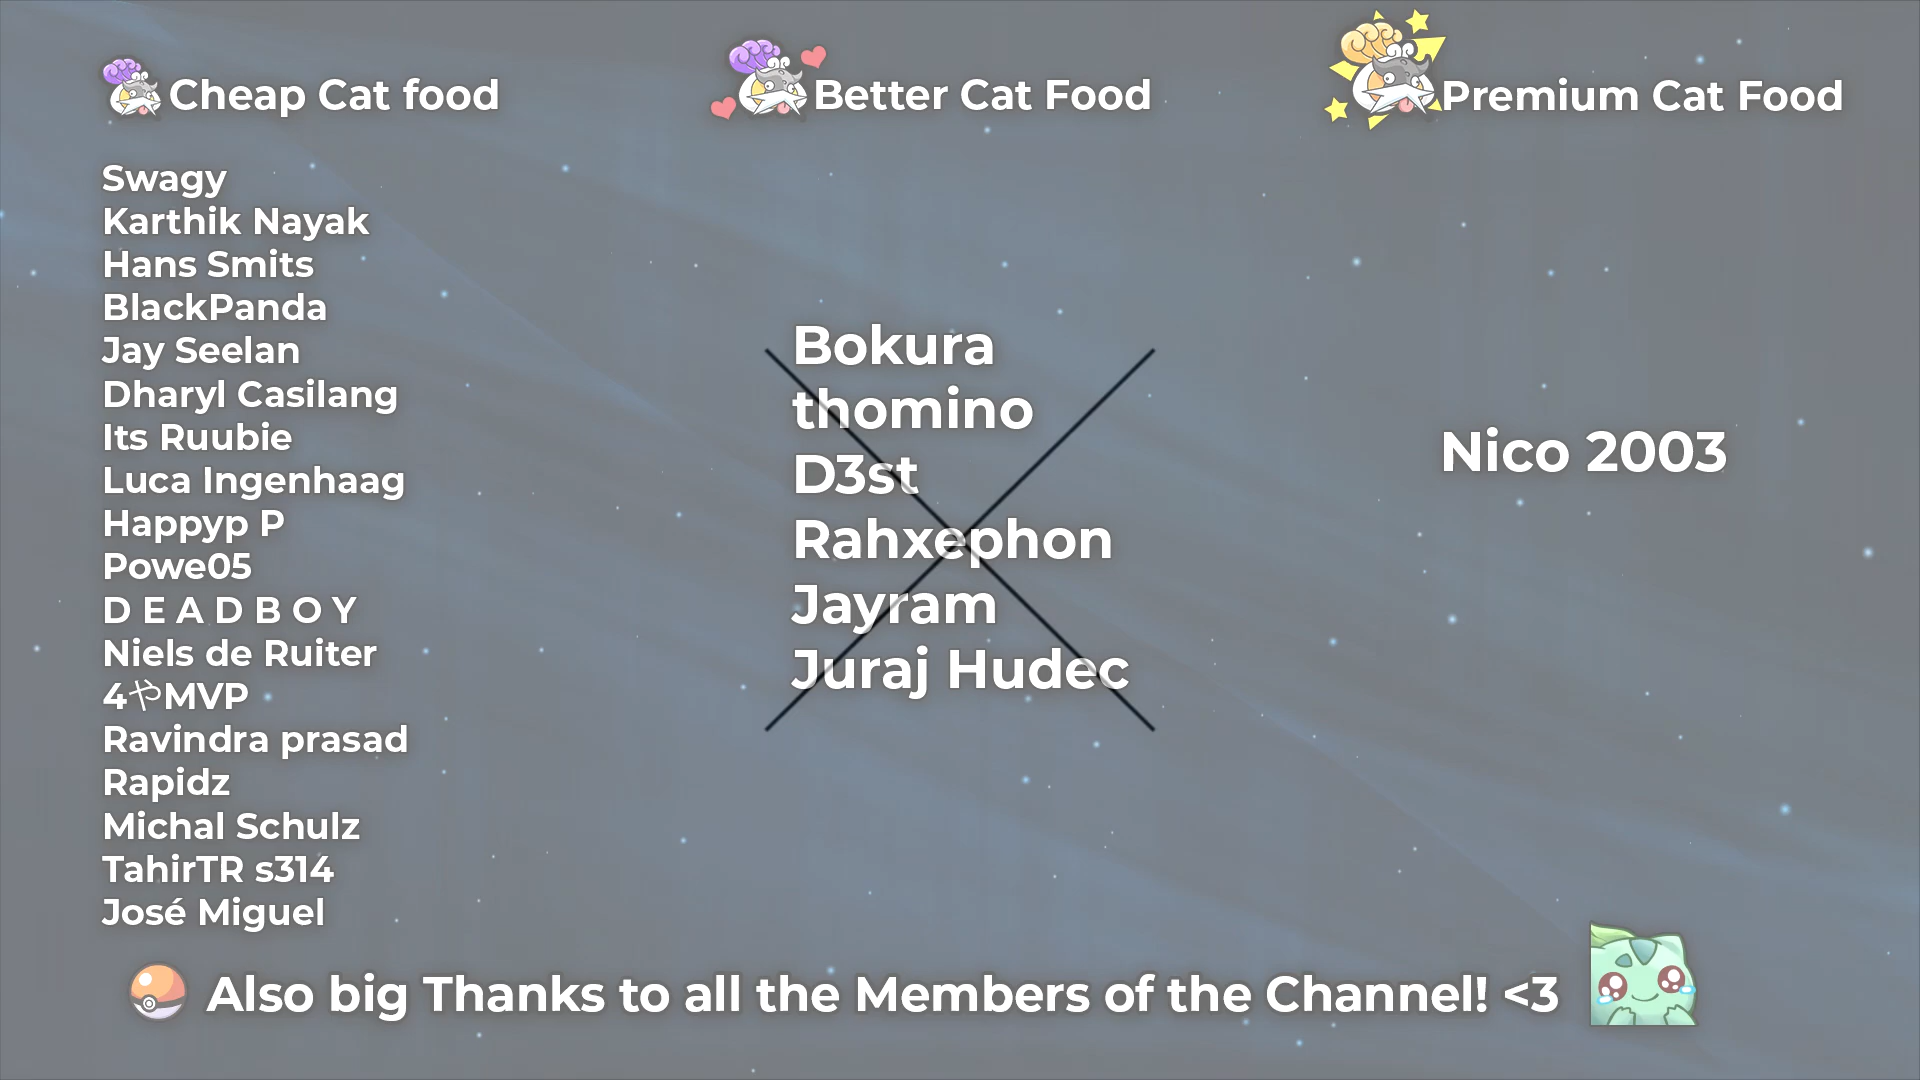 Cheap Cat food
Better Cat Food
Premium Cat Food
Swagy
Karthik Nayak
Hans Smits
BlackPanda
Jay Seelan
Dharyl Casilang
Its Ruubie
Luca Ingenhaag
Happyp P
Powe05
D E A D B O Y
Niels de Ruiter
4やMVP
Ravindra prasad
Rapidz
Michal Schulz
TahirTR s314
José Miguel
Bokura
thomino
D3st
Rahxephon
Jayram
Juraj Hudec
Nico 2003
Also big Thanks to all the Members of the Channel! <3